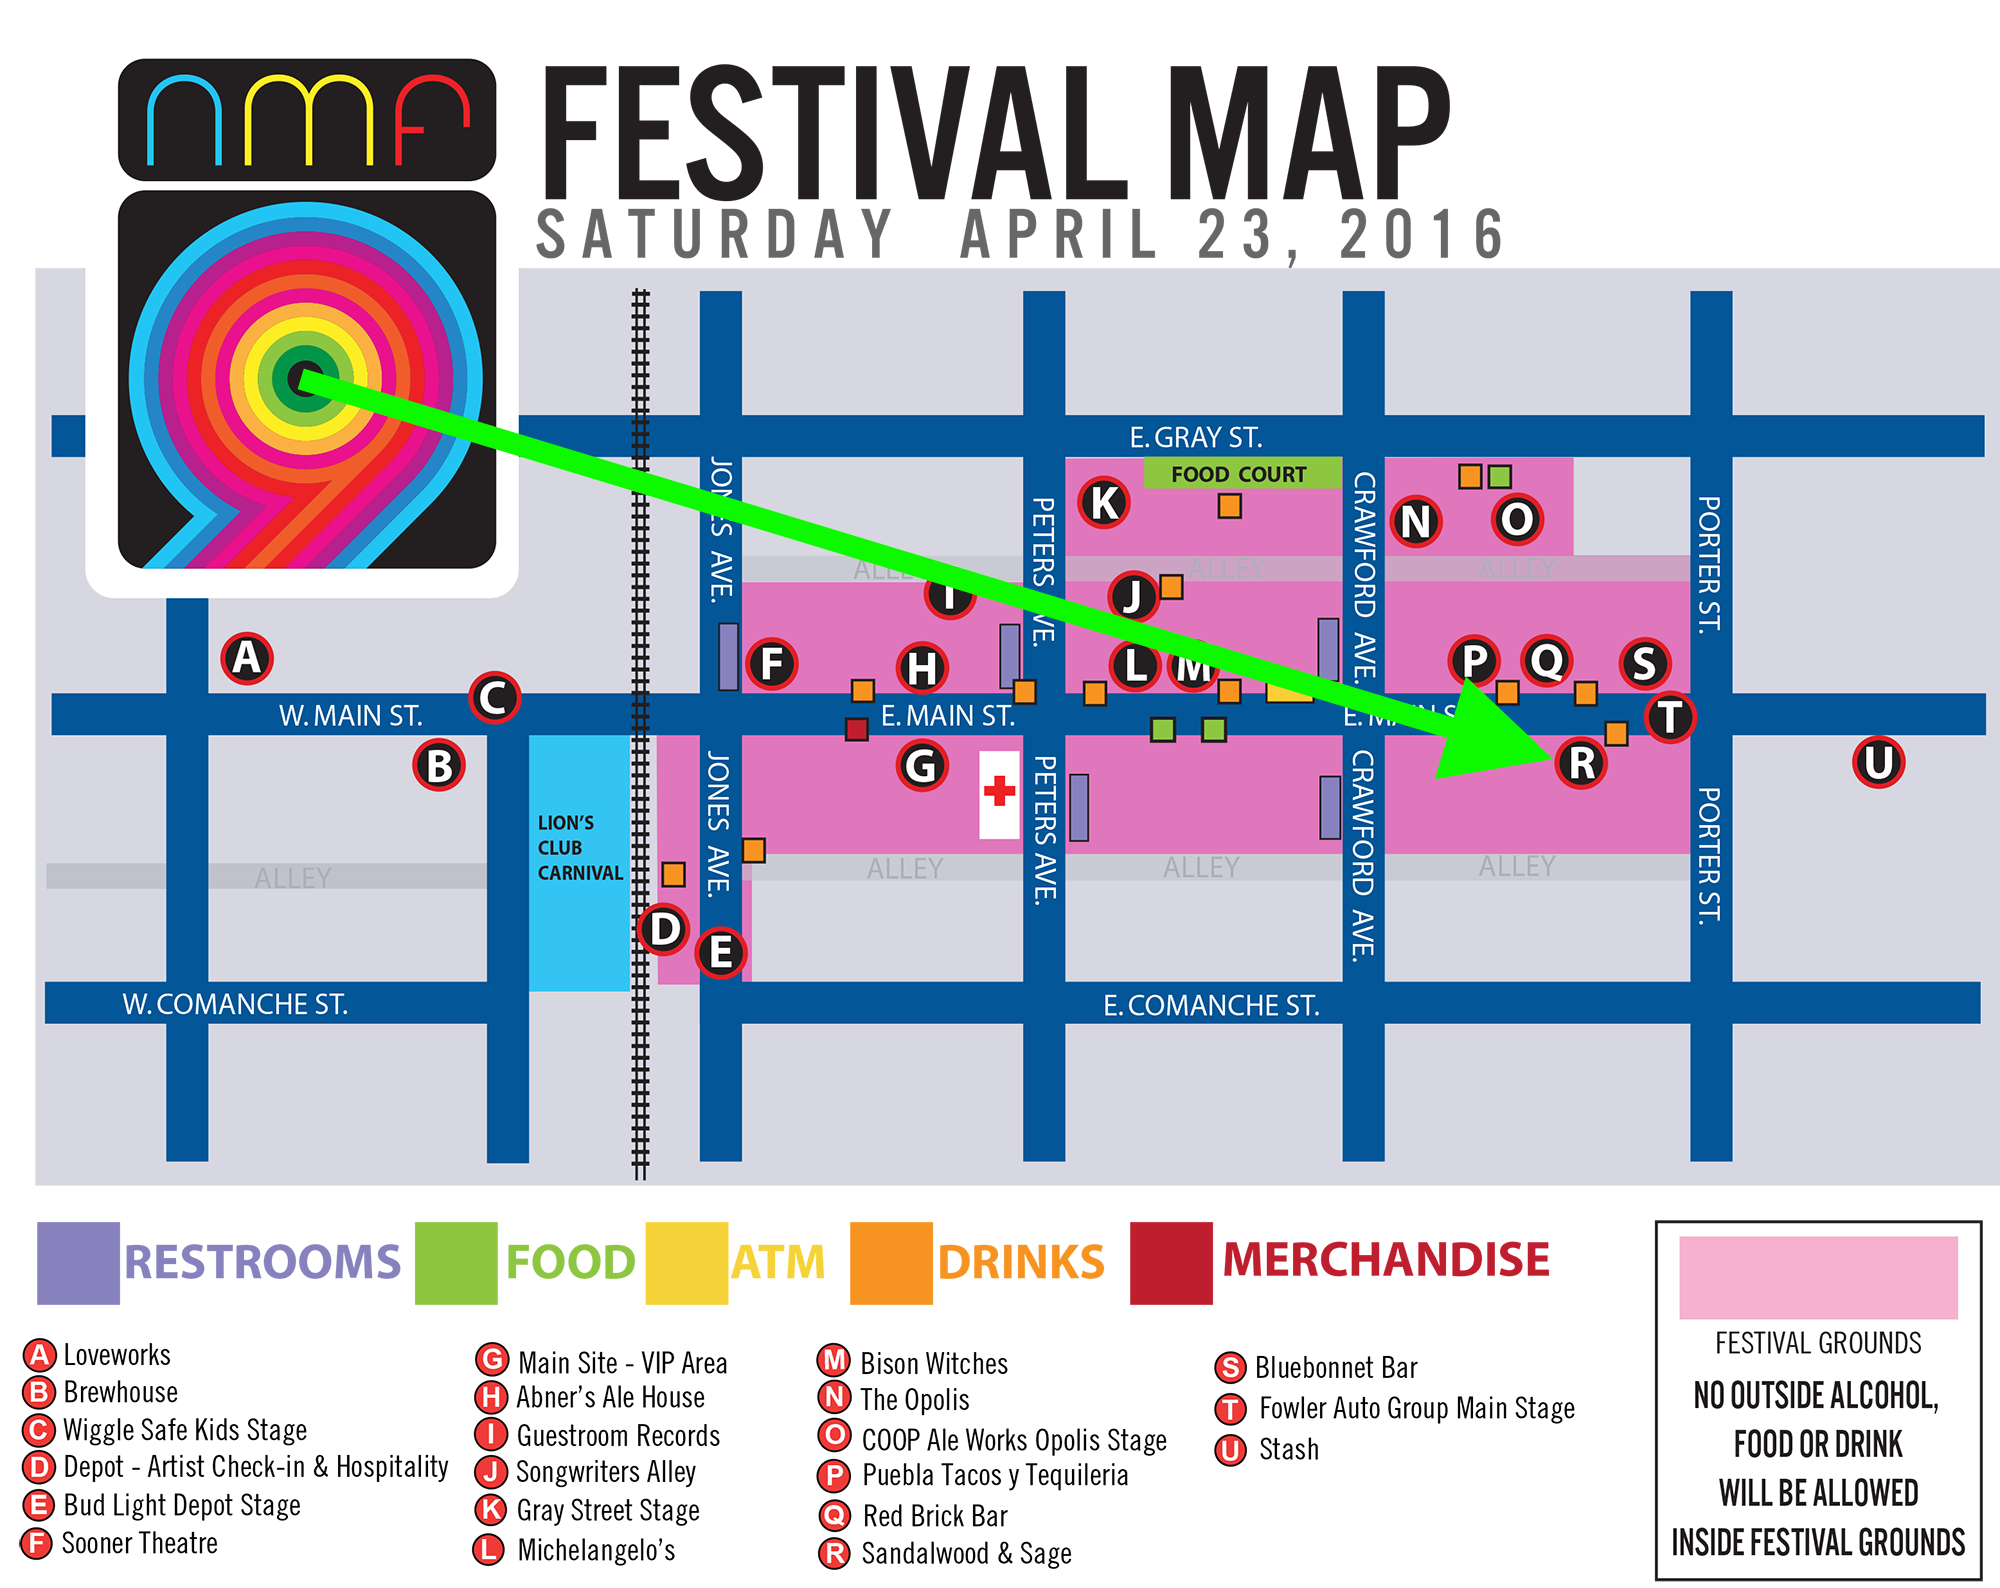 nmf
FESTIVAL MAP
SATURDAY APRIL 23, 2016
E. GRAY ST.
FOOD COURT
K
N
O
JONES AVE.
PETERS AVE.
CRAWFORD AVE.
PORTER ST.
ALLEY
ALLEY
ALLEY
I
J
A
F
H
L
M
P
Q
S
C
W. MAIN ST.
E. MAIN ST.
E. MAIN S
T
B
G
R
U
LION'S
CLUB
CARNIVAL
JONES AVE.
PETERS AVE.
CRAWFORD AVE.
PORTER ST.
ALLEY
ALLEY
ALLEY
ALLEY
D
E
W. COMANCHE ST.
E. COMANCHE ST.
RESTROOMS
FOOD
ATM
DRINKS
MERCHANDISE
A Loveworks
B Brewhouse
C Wiggle Safe Kids Stage
D Depot - Artist Check-in & Hospitality
E Bud Light Depot Stage
F Sooner Theatre
G Main Site - VIP Area
H Abner's Ale House
I Guestroom Records
J Songwriters Alley
K Gray Street Stage
L Michelangelo's
M Bison Witches
N The Opolis
O COOP Ale Works Opolis Stage
P Puebla Tacos y Tequileria
Q Red Brick Bar
R Sandalwood & Sage
S Bluebonnet Bar
T Fowler Auto Group Main Stage
U Stash
FESTIVAL GROUNDS
NO OUTSIDE ALCOHOL,
FOOD OR DRINK
WILL BE ALLOWED
INSIDE FESTIVAL GROUNDS